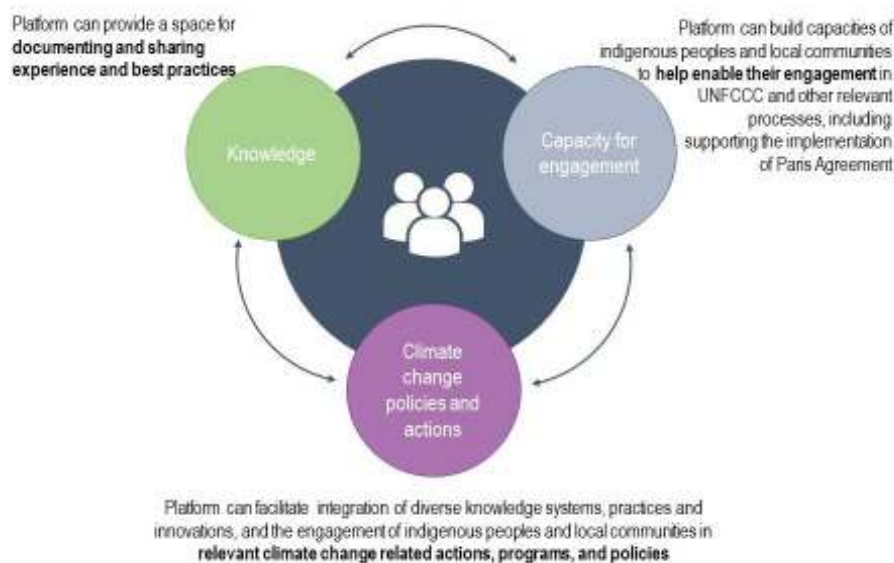 Platform can provide a space for
documenting and sharing
experience and best practices
Platform can build capacities of
indigenous peoples and local communities
to help enable their engagement in
UNFCCC and other relevant
processes, including
supporting the implementation
of Paris Agreement
Knowledge
Capacity for
engagement
Climate
change
policies and
actions
Platform can facilitate integration of diverse knowledge systems, practices and
innovations, and the engagement of indigenous peoples and local communities in
relevant climate change related actions, programs, and policies